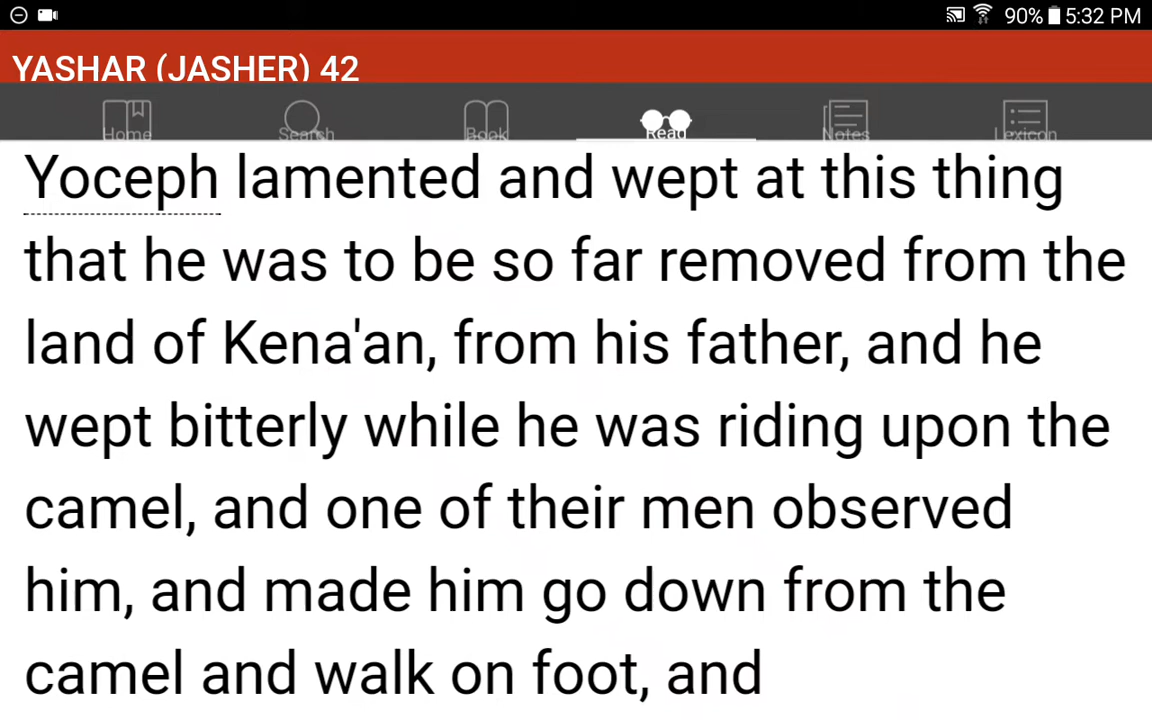 90% 5:32 PM
YASHAR (JASHER) 42
Home Search Book Read Notes Lexicon
Yoceph lamented and wept at this thing
that he was to be so far removed from the
land of Kena'an, from his father, and he
wept bitterly while he was riding upon the
camel, and one of their men observed
him, and made him go down from the
camel and walk on foot, and